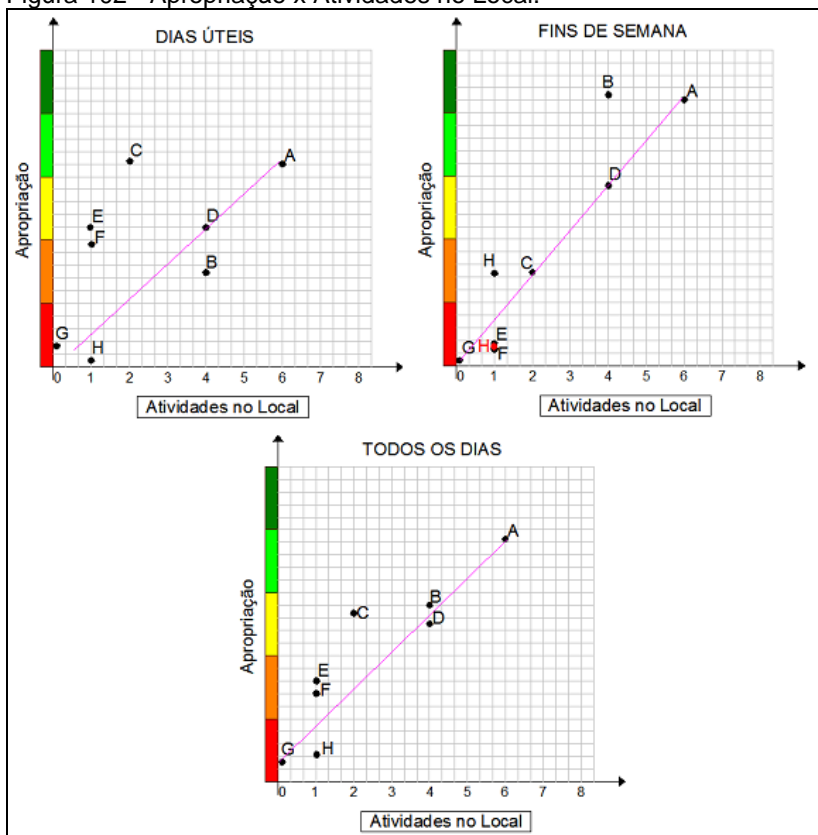 Figura 102 - Apropriação x Atividades no Local.
DIAS ÚTEIS
Apropriação
C
A
E
F
D
B
G
H
0 1 2 3 4 5 6 7 8
Atividades no Local
FINS DE SEMANA
Apropriação
B
A
D
H
C
E
G
H
F
0 1 2 3 4 5 6 7 8
Atividades no Local
TODOS OS DIAS
Apropriação
A
B
C
D
E
F
G
H
0 1 2 3 4 5 6 7 8
Atividades no Local